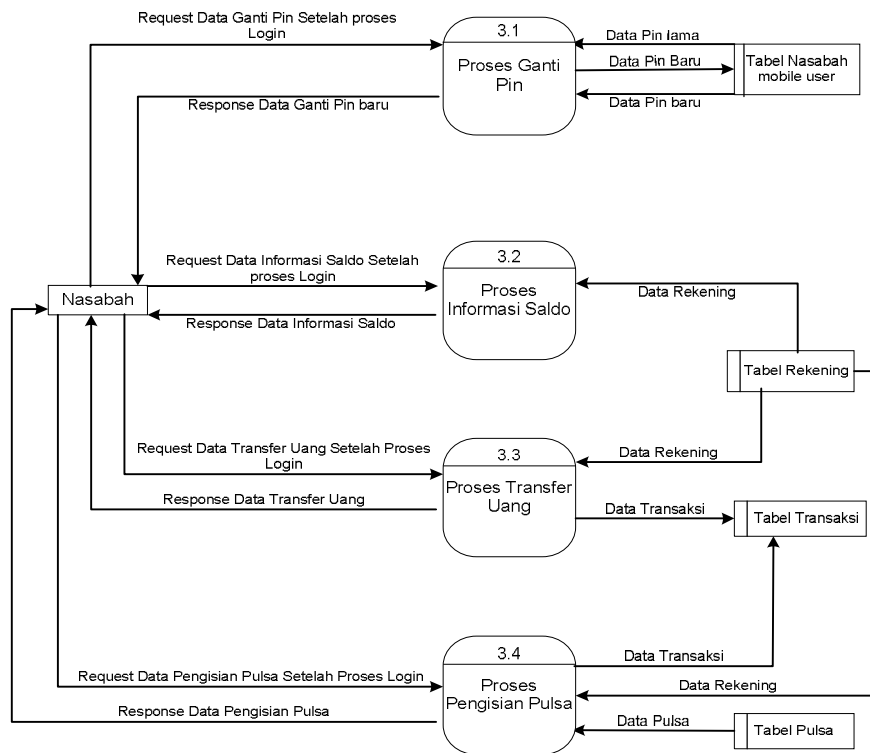 Request Data Ganti Pin Setelah proses
Login
3.1
Proses Ganti
Pin
Data Pin lama
Data Pin Baru
Data Pin baru
Tabel Nasabah
mobile user
Response Data Ganti Pin baru
Request Data Informasi Saldo Setelah
proses Login
3.2
Proses
Informasi Saldo
Data Rekening
Nasabah
Response Data Informasi Saldo
Tabel Rekening
Request Data Transfer Uang Setelah Proses
Login
3.3
Proses Transfer
Uang
Data Rekening
Response Data Transfer Uang
Data Transaksi
Tabel Transaksi
3.4
Proses
Pengisian Pulsa
Data Transaksi
Request Data Pengisian Pulsa Setelah Proses Login
Data Rekening
Response Data Pengisian Pulsa
Data Pulsa
Tabel Pulsa